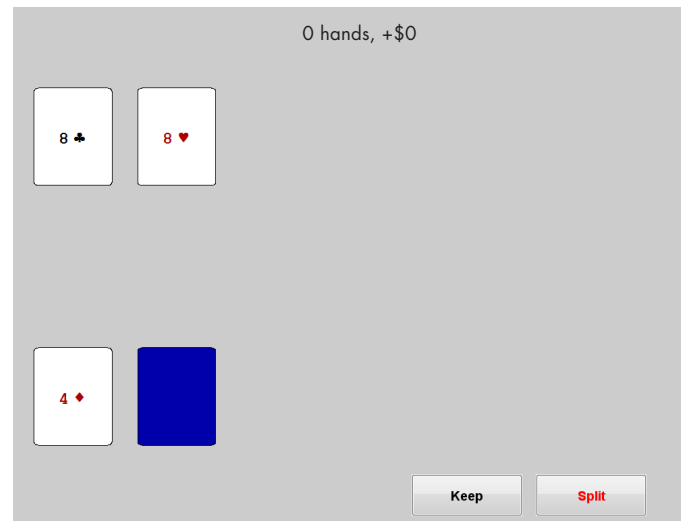 0 hands, +$0
8 ♣ 8 ♥
4 ♦
Keep Split